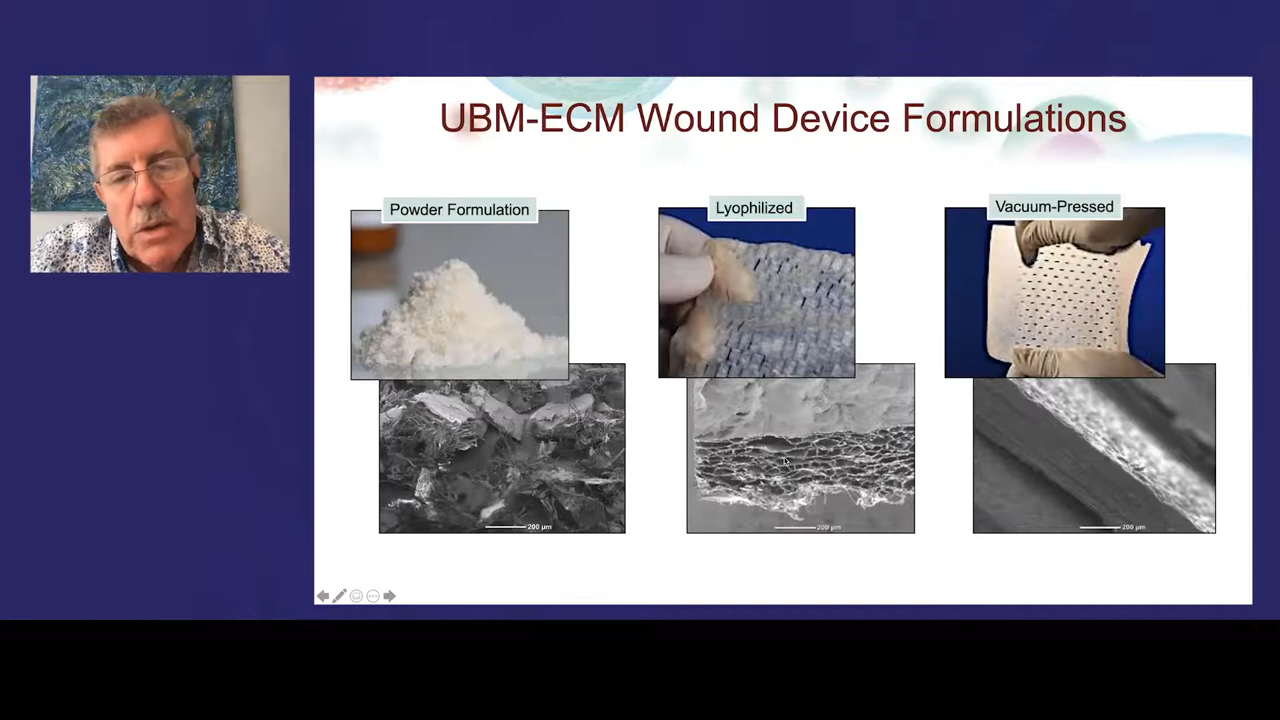 UBM-ECM Wound Device Formulations
Powder Formulation
Lyophilized
Vacuum-Pressed
200 µm
200 µm
200 µm